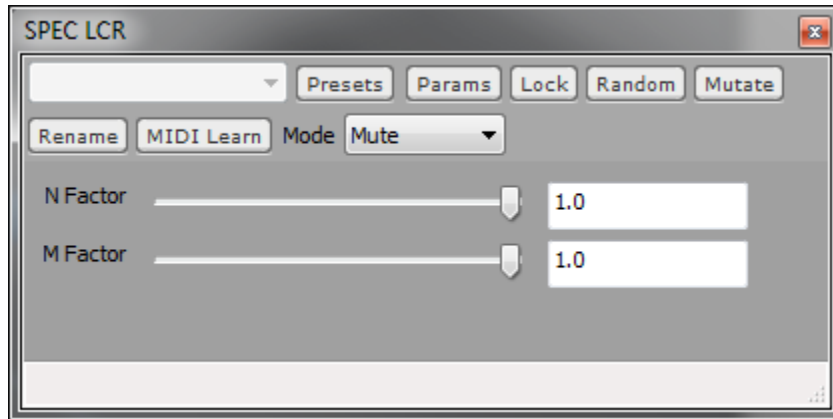 SPEC LCR
Presets Params Lock Random Mutate
Rename MIDI Learn Mode Mute
N Factor 1.0
M Factor 1.0